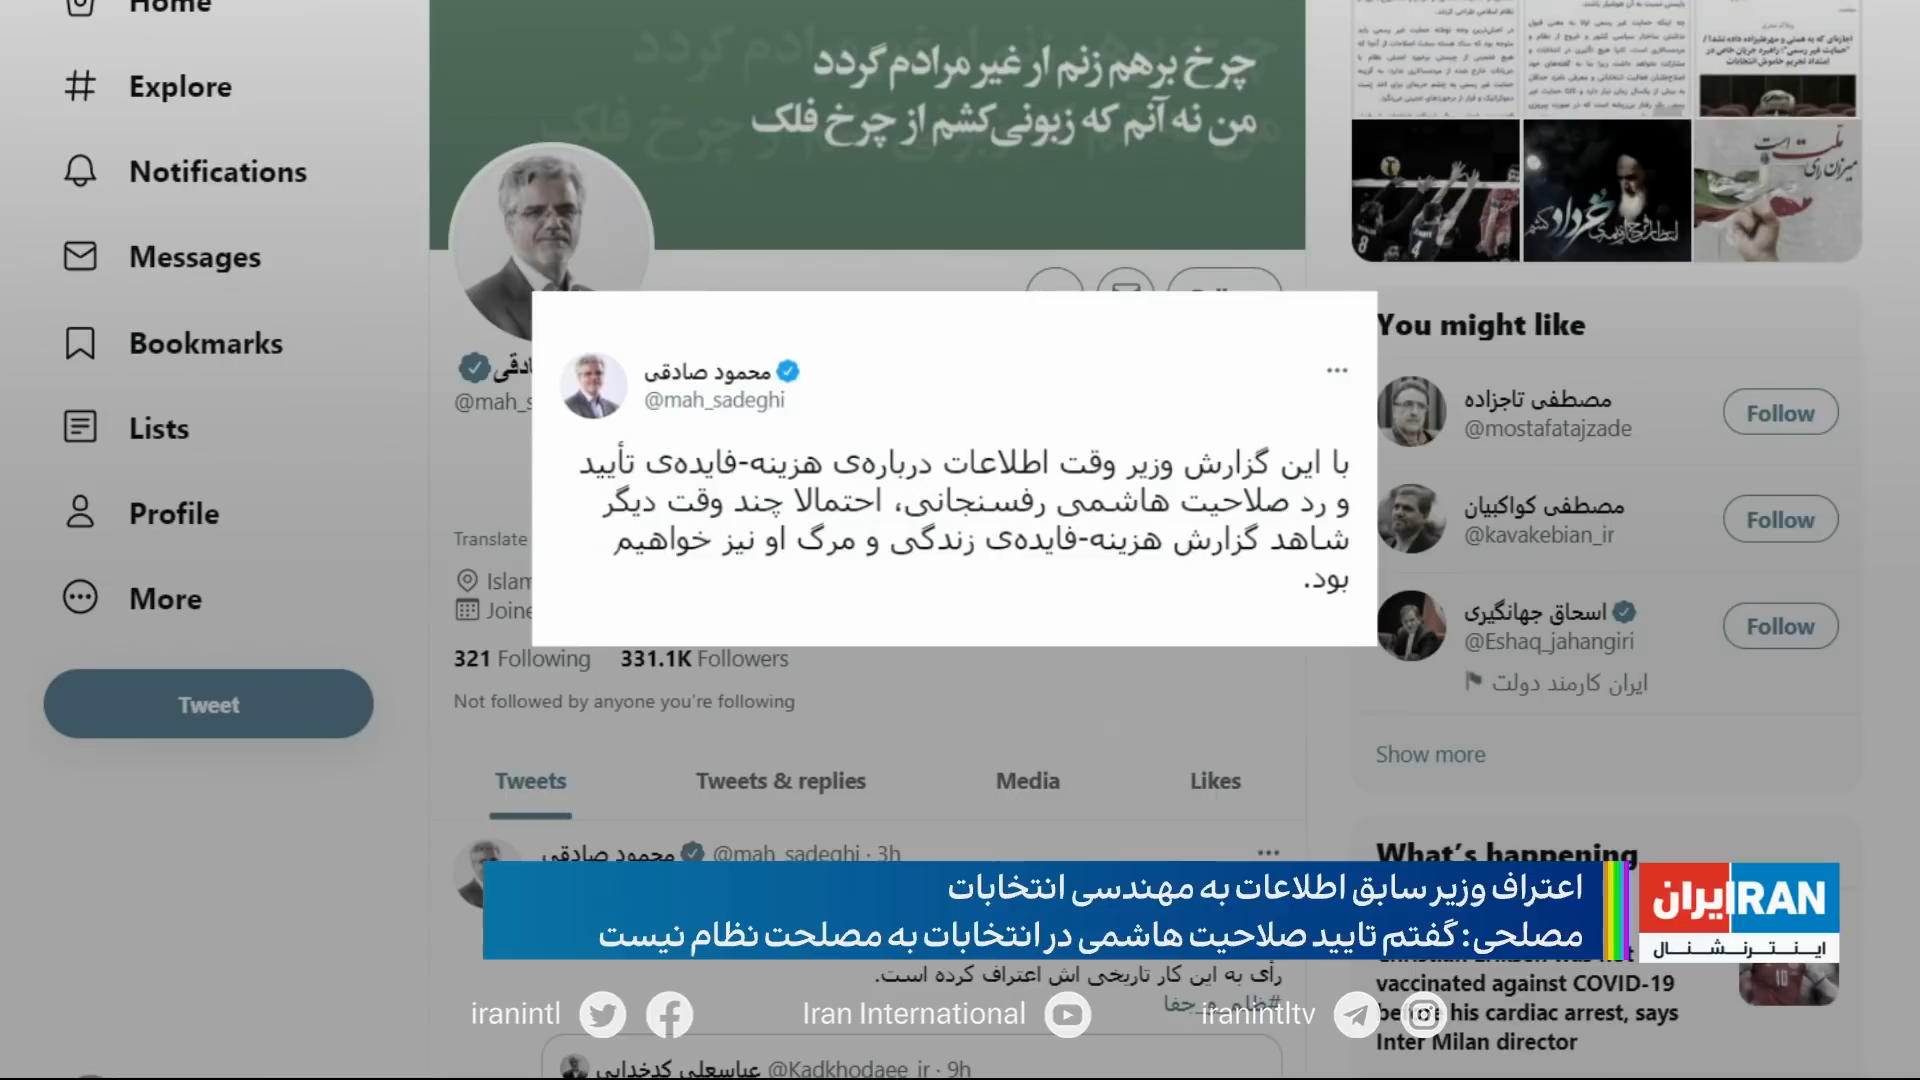 Home
Explore
Notifications
Messages
Bookmarks
Lists
Profile
More
Tweet
چرخ برهم زنم ار غیر مرادم گردد
من نه آنم که زبونی‌کشم از چرخ فلک
@mah_s
Translate
Islam
Joine
321 Following 331.1K Followers
Not followed by anyone you're following
Tweets Tweets & replies Media Likes
محمود صادقی @mah_sadeghi · 3h
محمود صادقی
@mah_sadeghi
با این گزارش وزیر وقت اطلاعات درباره‌ی هزینه-فایده‌ی تأیید
و رد صلاحیت هاشمی رفسنجانی، احتمالا چند وقت دیگر
شاهد گزارش هزینه-فایده‌ی زندگی و مرگ او نیز خواهیم
بود.
رأی به این کار تاریخی اش اعتراف کرده است.
#ظلم_و_جفا
عباسعلی کدخدایی @Kadkhodaee_ir · 9h
میزان رای ملت است
You might like
مصطفی تاجزاده
@mostafatajzade
Follow
مصطفی کواکبیان
@kavakebian_ir
Follow
اسحاق جهانگیری
@Eshaq_jahangiri
Follow
ایران کارمند دولت
Show more
What's happening
vaccinated against COVID-19
before his cardiac arrest, says
Inter Milan director
اعتراف وزیر سابق اطلاعات به مهندسی انتخابات
مصلحی: گفتم تایید صلاحیت هاشمی در انتخابات به مصلحت نظام نیست
ایران IRAN
اینترنشنال
iranintl
Iran International
iranintltv